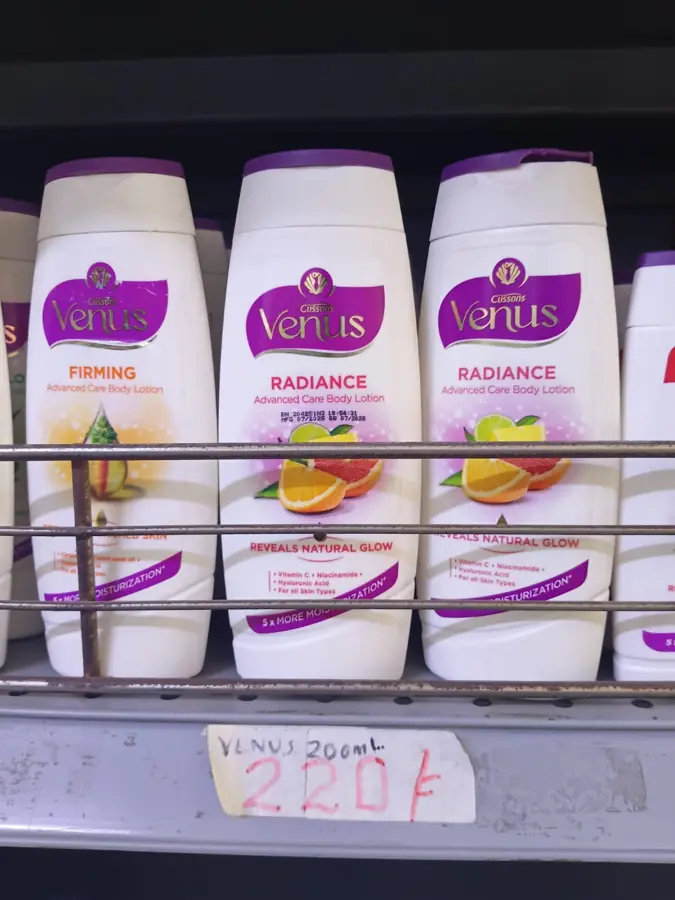 Cussons
Venus
FIRMING
Advanced Care Body Lotion
5 x MORE MOISTURIZATION*
Cussons
Venus
RADIANCE
Advanced Care Body Lotion
REVEALS NATURAL GLOW
• Vitamin C • Niacinamide •
Hyaluronic Acid
• For all Skin Types
5 x MORE MOISTURIZATION*
Cussons
Venus
RADIANCE
Advanced Care Body Lotion
REVEALS NATURAL GLOW
• Vitamin C • Niacinamide •
Hyaluronic Acid
• For all Skin Types
MOISTURIZATION*
VENUS 200mL
220/=